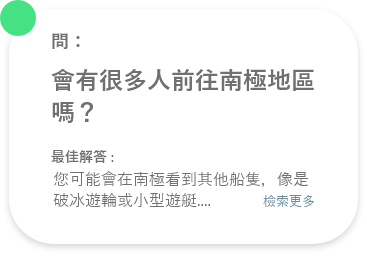 問：
會有很多人前往南極地區
嗎？
最佳解答 :
您可能會在南極看到其他船隻，像是
破冰遊輪或小型遊艇.... 檢索更多